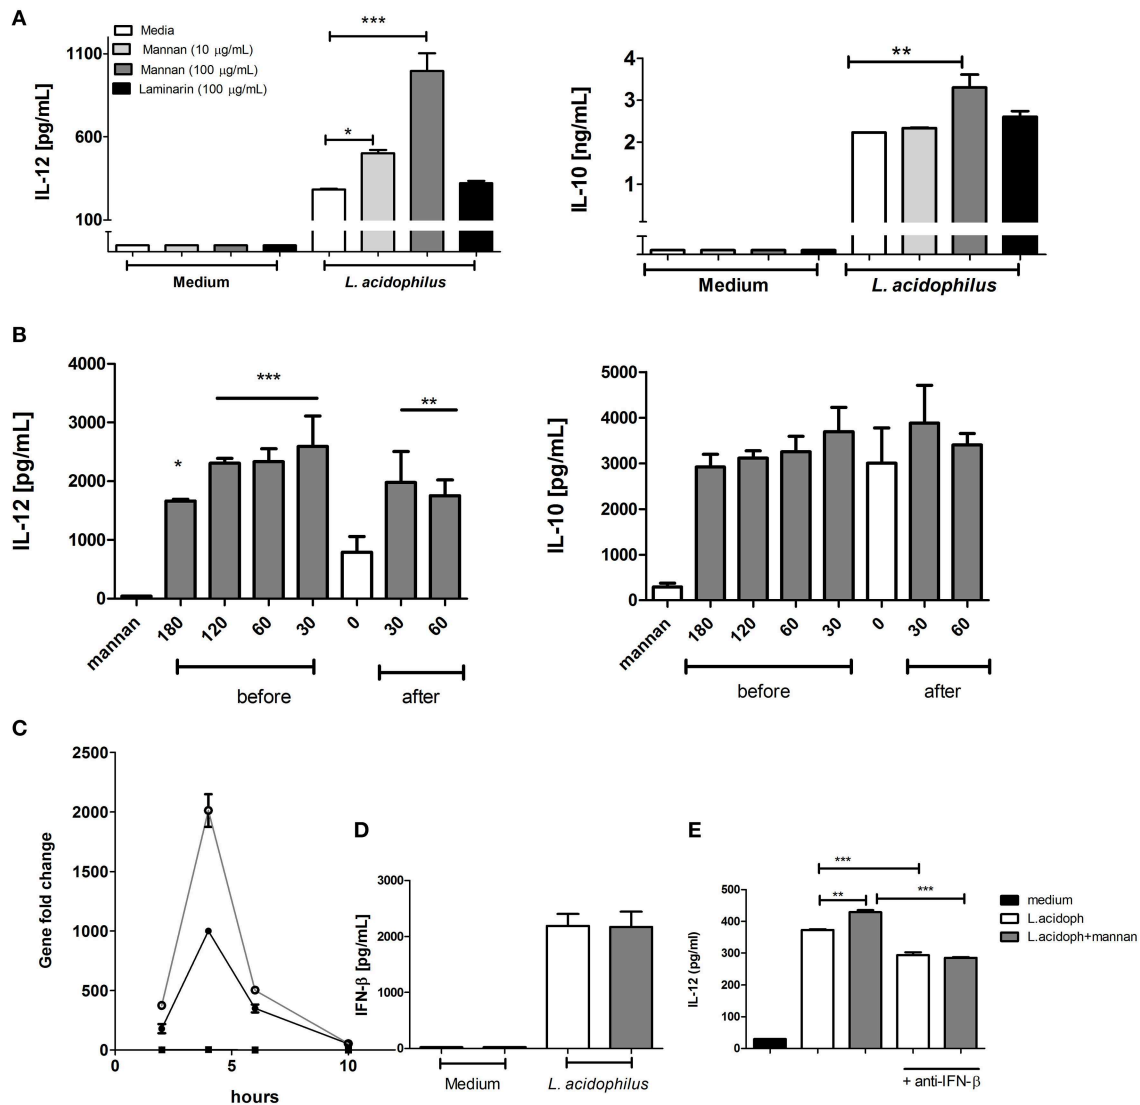 A
Media
Mannan (10 µg/mL)
Mannan (100 µg/mL)
Laminarin (100 µg/mL)
IL-12 [pg/mL]
1100
600
100
*
***
Medium
L. acidophilus
IL-10 [ng/mL]
4
3
2
1
**
Medium
L. acidophilus
B
IL-12 [pg/mL]
4000
3000
2000
1000
0
*
***
**
mannan
180
120
60
30
0
30
60
before
after
IL-10 [pg/mL]
5000
4000
3000
2000
1000
0
mannan
180
120
60
30
0
30
60
before
after
C
Gene fold change
2500
2000
1500
1000
500
0
0
5
10
hours
D
IFN-β [pg/mL]
3000
2000
1000
0
Medium
L. acidophilus
E
IL-12 (pg/ml)
500
400
300
200
100
0
***
**
***
+ anti-IFN-β
medium
L.acidoph
L.acidoph+mannan